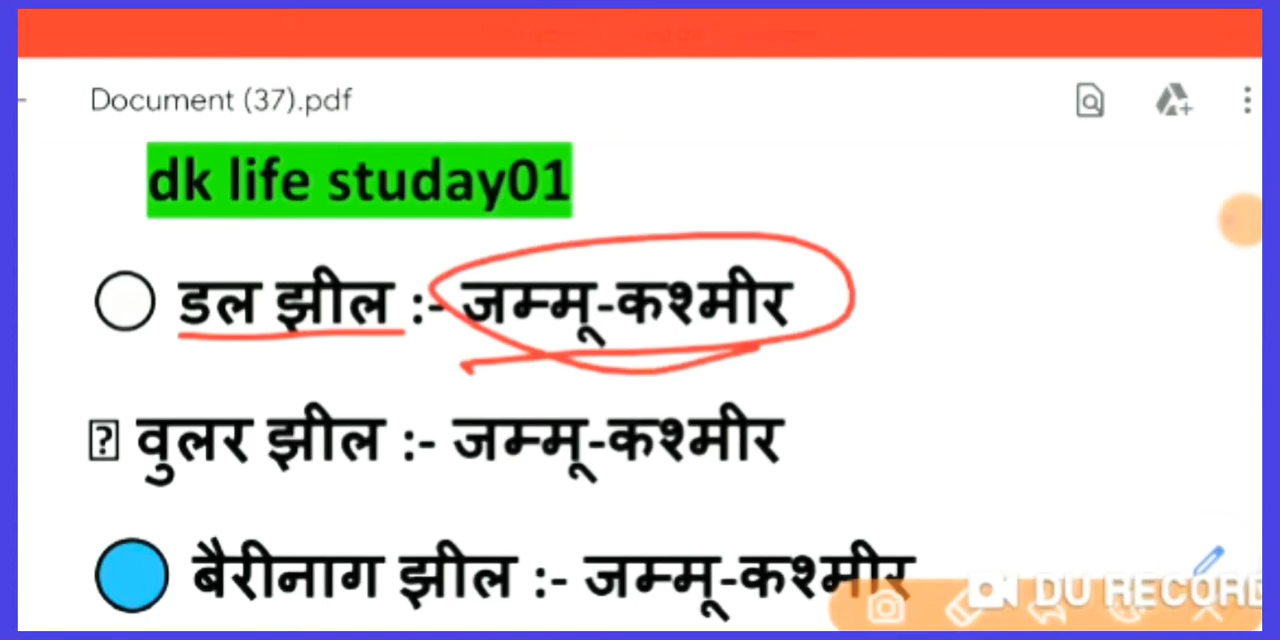 Document (37).pdf
dk life studay01
डल झील :- जम्मू-कश्मीर
वुलर झील :- जम्मू-कश्मीर
बैरीनाग झील :- जम्मू-कश्मीर
DU RECORD